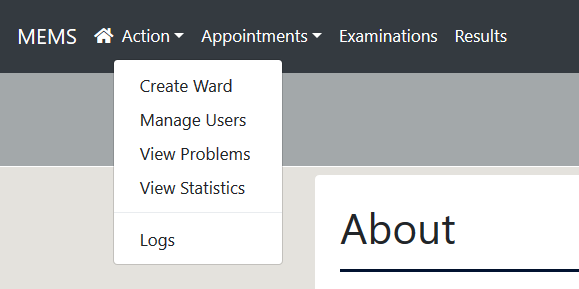 MEMS Action Appointments Examinations Results
Create Ward
Manage Users
View Problems
View Statistics
Logs
About